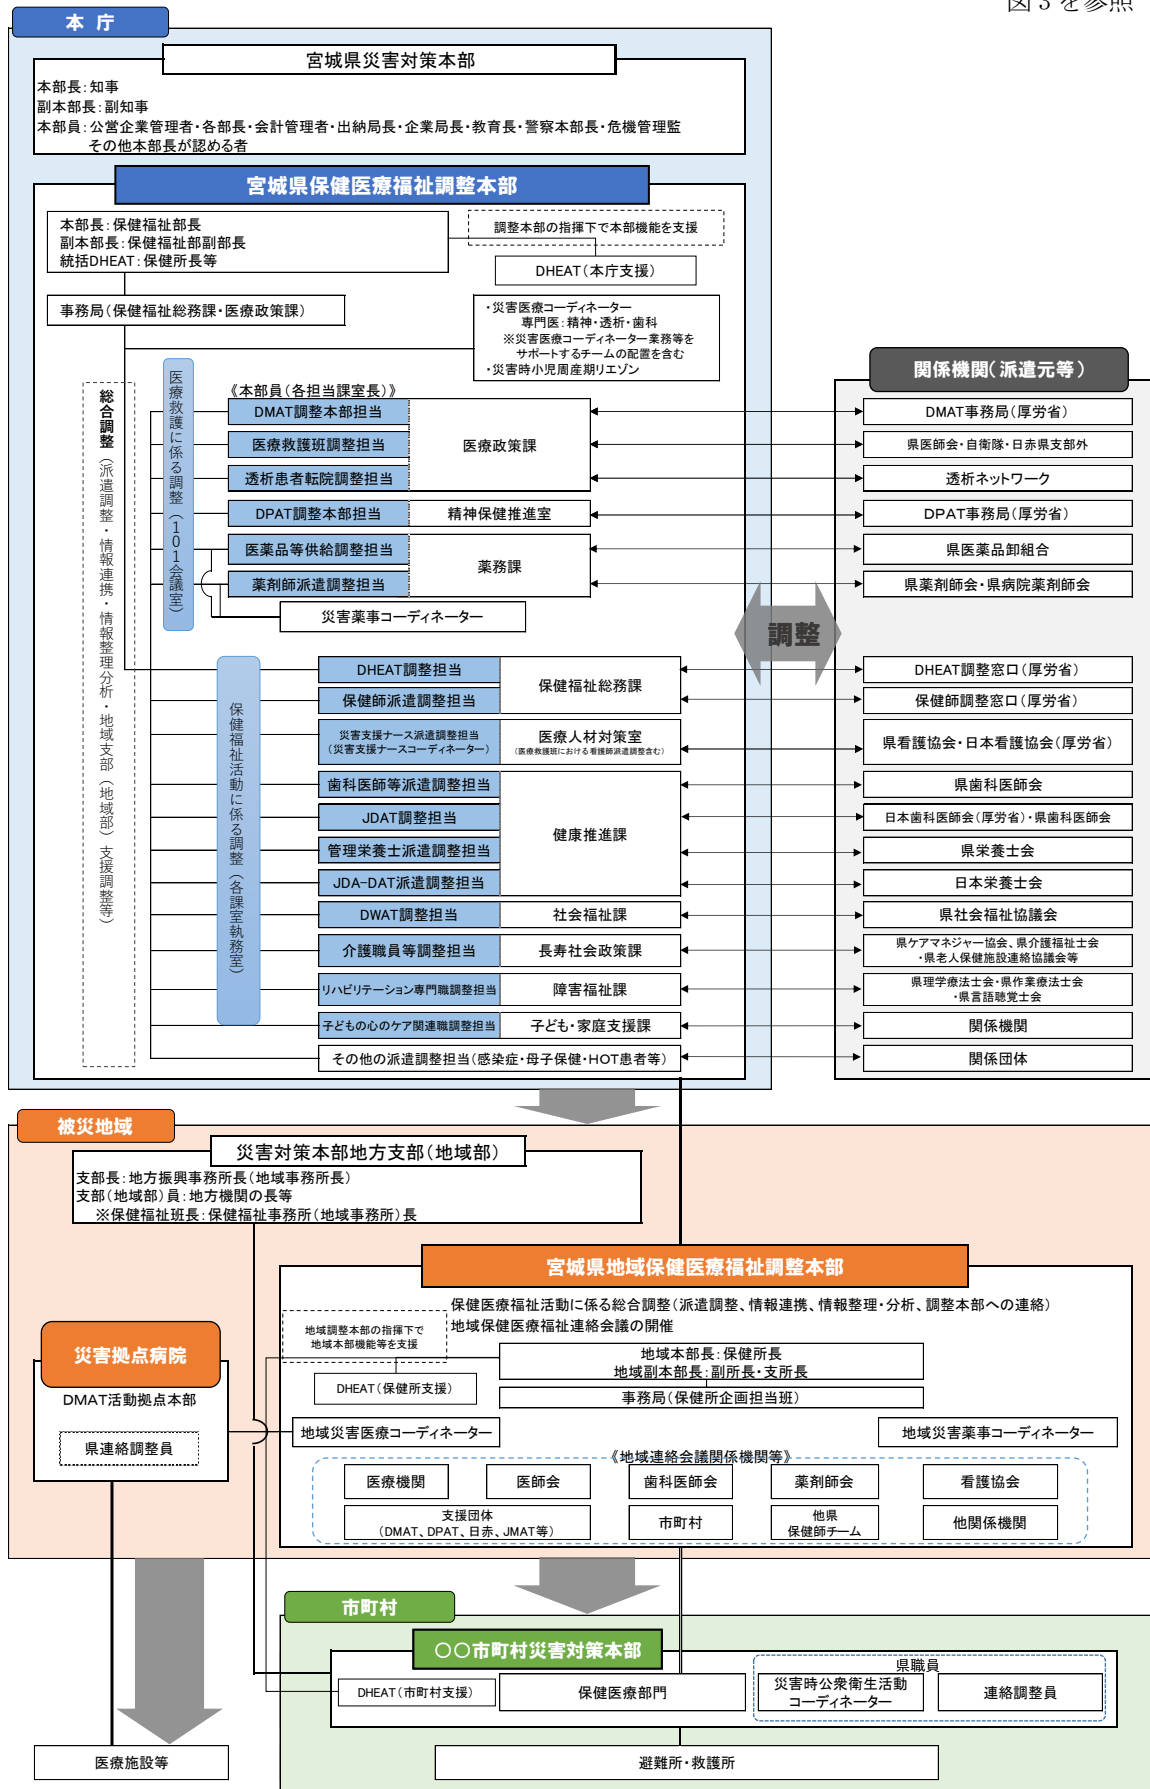 図3を参照
本 庁
宮城県災害対策本部
本部長：知事
副本部長：副知事
本部員：公営企業管理者・各部長・会計管理者・出納局長・企業局長・教育長・警察本部長・危機管理監
その他本部長が認める者
宮城県保健医療福祉調整本部
本部長：保健福祉部長
副本部長：保健福祉部副部長
統括DHEAT：保健所長等
調整本部の指揮下で本部機能を支援
DHEAT（本庁支援）
事務局（保健福祉総務課・医療政策課）
・災害医療コーディネーター
専門医：精神・透析・歯科
※災害医療コーディネーター業務等を
サポートするチームの配置を含む
・災害時小児周産期リエゾン
総合調整（派遣調整・情報連携・情報整理分析・地域支部（地域部）支援調整等）
医療救護に係る調整（101会議室）
《本部員（各担当課室長）》
関係機関（派遣元等）
DMAT調整本部担当
医療救護班調整担当
透析患者転院調整担当
医療政策課
DMAT事務局（厚労省）
県医師会・自衛隊・日赤県支部外
透析ネットワーク
DPAT調整本部担当
精神保健推進室
DPAT事務局（厚労省）
医薬品等供給調整担当
薬剤師派遣調整担当
薬務課
県医薬品卸組合
県薬剤師会・県病院薬剤師会
災害薬事コーディネーター
調整
保健福祉活動に係る調整（各課室執務室）
DHEAT調整担当
保健師派遣調整担当
保健福祉総務課
DHEAT調整窓口（厚労省）
保健師調整窓口（厚労省）
災害支援ナース派遣調整担当
（災害支援ナースコーディネーター）
医療人材対策室
（医療救護班における看護師派遣調整含む）
県看護協会・日本看護協会（厚労省）
歯科医師等派遣調整担当
JDAT調整担当
管理栄養士派遣調整担当
JDA-DAT派遣調整担当
健康推進課
県歯科医師会
日本歯科医師会（厚労省）・県歯科医師会
県栄養士会
日本栄養士会
DWAT調整担当
社会福祉課
県社会福祉協議会
介護職員等調整担当
長寿社会政策課
県ケアマネジャー協会、県介護福祉士会
・県老人保健施設連絡協議会等
リハビリテーション専門職調整担当
障害福祉課
県理学療法士会・県作業療法士会
・県言語聴覚士会
子どもの心のケア関連職調整担当
子ども・家庭支援課
関係機関
その他の派遣調整担当（感染症・母子保健・HOT患者等）
関係団体
被災地域
災害対策本部地方支部（地域部）
支部長：地方振興事務所長（地域事務所長）
支部（地域部）員：地方機関の長等
※保健福祉班長：保健福祉事務所（地域事務所）長
宮城県地域保健医療福祉調整本部
保健医療福祉活動に係る総合調整（派遣調整、情報連携、情報整理・分析、調整本部への連絡）
地域保健医療福祉連絡会議の開催
地域調整本部の指揮下で
地域本部機能等を支援
DHEAT（保健所支援）
地域本部長：保健所長
地域副本部長：副所長・支所長
事務局（保健所企画担当班）
災害拠点病院
DMAT活動拠点本部
県連絡調整員
地域災害医療コーディネーター
地域災害薬事コーディネーター
《地域連絡会議関係機関等》
医療機関
医師会
歯科医師会
薬剤師会
看護協会
支援団体
（DMAT、DPAT、日赤、JMAT等）
市町村
他県
保健師チーム
他関係機関
市町村
〇〇市町村災害対策本部
DHEAT（市町村支援）
保健医療部門
県職員
災害時公衆衛生活動
コーディネーター
連絡調整員
医療施設等
避難所・救護所